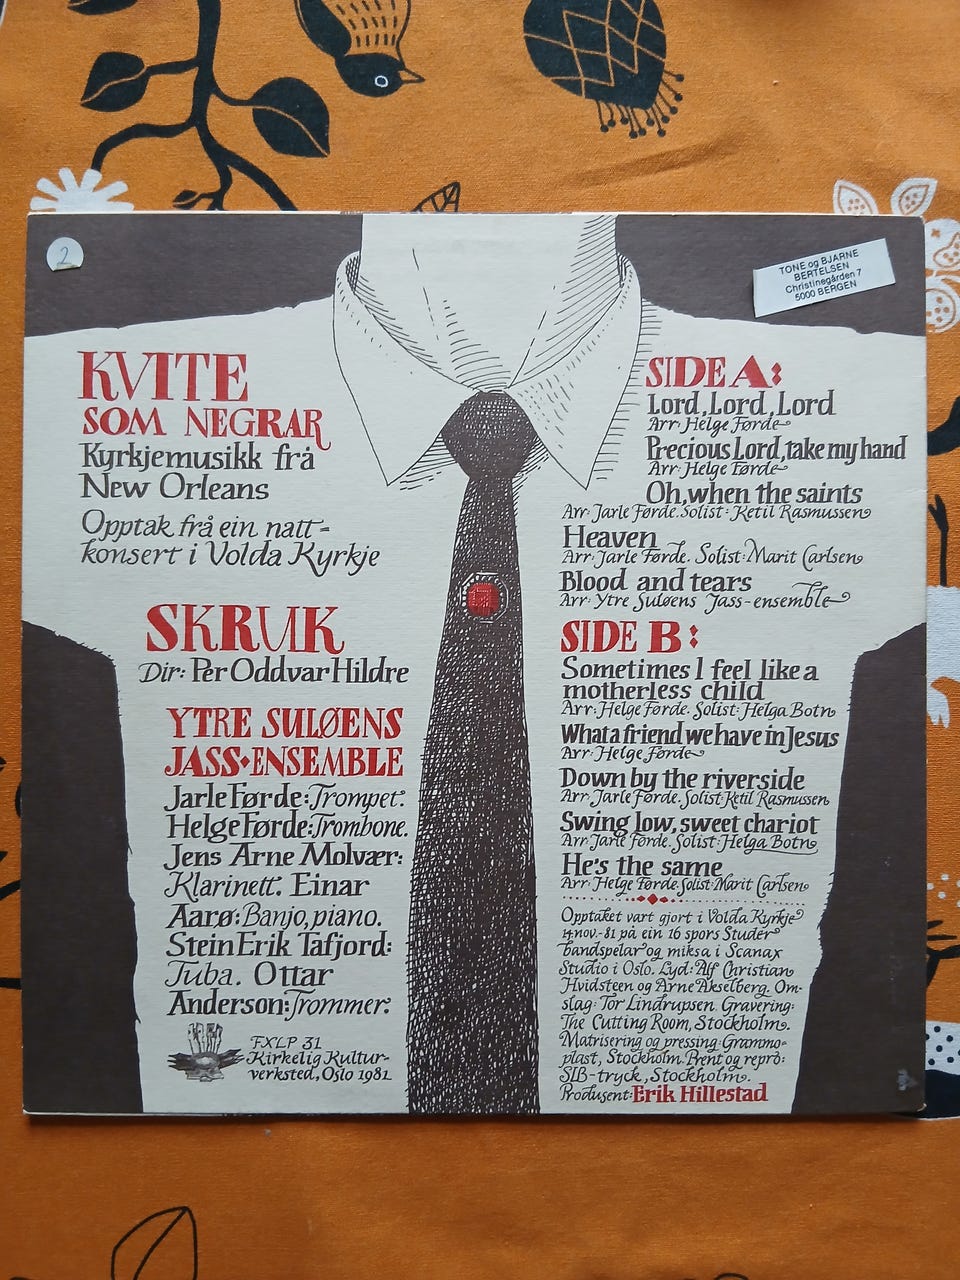 2
TONE og BJARNE
BERTELSEN
Christinegården 7
5000 BERGEN
KVITE
SOM NEGRAR
Kyrkjemusikk frå
New Orleans
Opptak frå ein natt-
konsert i Volda Kyrkje
SKRUK
Dir: Per Oddvar Hildre
YTRE SULØENS
JASS-ENSEMBLE
Jarle Førde: Trompet.
Helge Førde: Trombone.
Jens Arne Molvær:
Klarinett. Einar
Aarø: Banjo, piano.
Stein Erik Tafjord:
Tuba. Ottar
Anderson: Trommer.
FXLP 31
Kirkelig Kultur-
verksted, Oslo 1981
SIDE A:
Lord, Lord, Lord
Arr: Helge Førde
Precious Lord, take my hand
Arr: Helge Førde
Oh, when the saints
Arr: Jarle Førde. Solist: Ketil Rasmussen
Heaven
Arr: Jarle Førde. Solist: Marit Carlsen
Blood and tears
Arr: Ytre Suløens Jass-ensemble
SIDE B:
Sometimes I feel like a
motherless child
Arr: Helge Førde. Solist: Helga Botn
What a friend we have in Jesus
Arr: Helge Førde
Down by the riverside
Arr: Jarle Førde. Solist: Ketil Rasmussen
Swing low, sweet chariot
Arr: Jarle Førde. Solist: Helga Botn
He's the same
Arr: Helge Førde. Solist: Marit Carlsen
Opptaket vart gjort i Volda Kyrkje
14.nov.-81 på ein 16 spors Studer
bandspelar og miksa i Scanax
Studio i Oslo. Lyd: Alf Christian
Hvidsteen og Arne Akselberg. Om-
slag: Tor Lindrupsen. Gravering:
The Cutting Room, Stockholm.
Matrisering og pressing: Grammo-
plast, Stockholm. Prent og repro:
SIB-tryck, Stockholm.
Produsent: Erik Hillestad